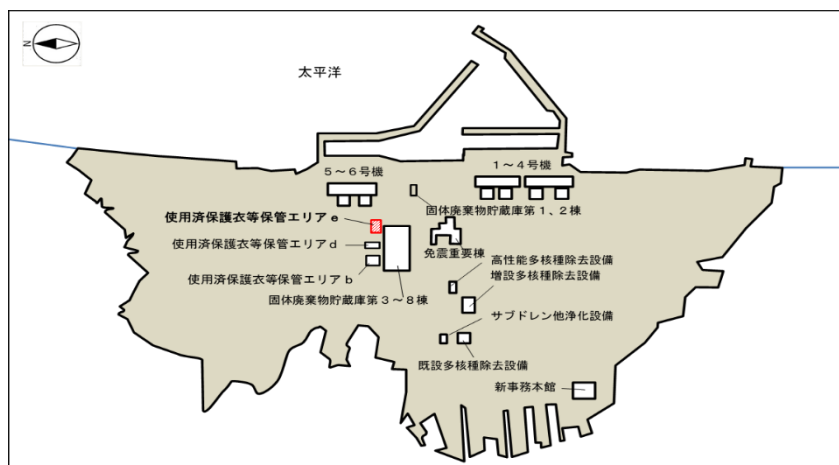 N
太平洋
5~6号機
1~4号機
使用済保護衣等保管エリアe
固体廃棄物貯蔵庫第1、2棟
使用済保護衣等保管エリアd
免震重要棟
高性能多核種除去設備
使用済保護衣等保管エリアb
増設多核種除去設備
固体廃棄物貯蔵庫第3~8棟
サブドレン他浄化設備
既設多核種除去設備
新事務本館